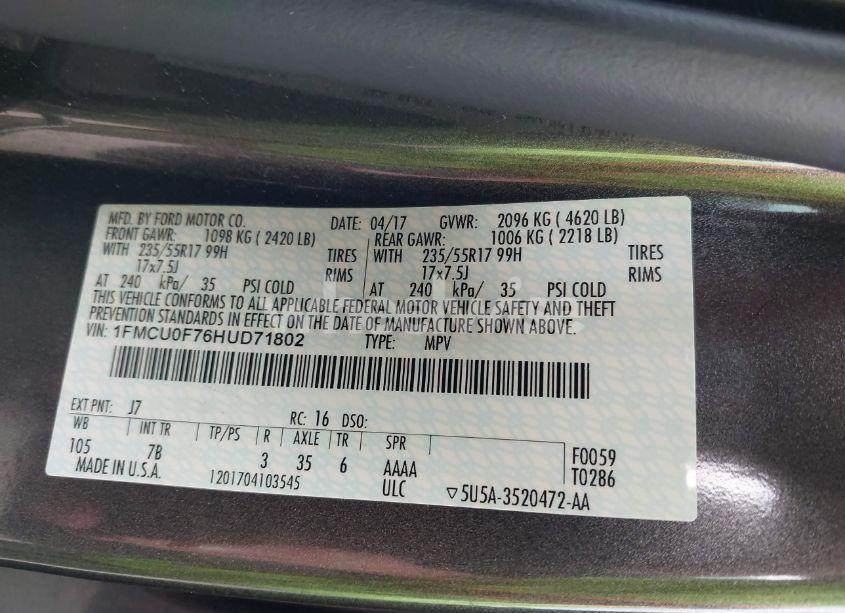 MFD. BY FORD MOTOR CO. DATE: 04/17 GVWR: 2096 KG ( 4620 LB)
FRONT GAWR: 1098 KG ( 2420 LB) REAR GAWR: 1006 KG ( 2218 LB)
WITH 235/55R17 99H TIRES WITH 235/55R17 99H TIRES
17x7.5J RIMS 17x7.5J RIMS
AT 240 kPa/ 35 PSI COLD AT 240 kPa/ 35 PSI COLD
THIS VEHICLE CONFORMS TO ALL APPLICABLE FEDERAL MOTOR VEHICLE SAFETY AND THEFT
PREVENTION STANDARDS IN EFFECT ON THE DATE OF MANUFACTURE SHOWN ABOVE.
VIN: 1FMCU0F76HUD71802 TYPE: MPV
EXT PNT: J7 RC: 16 DSO:
WB INT TR TP/PS R AXLE TR SPR F0059
105 7B 3 35 6 AAAA T0286
MADE IN U.S.A. 1201704103545 ULC ▽5U5A-3520472-AA